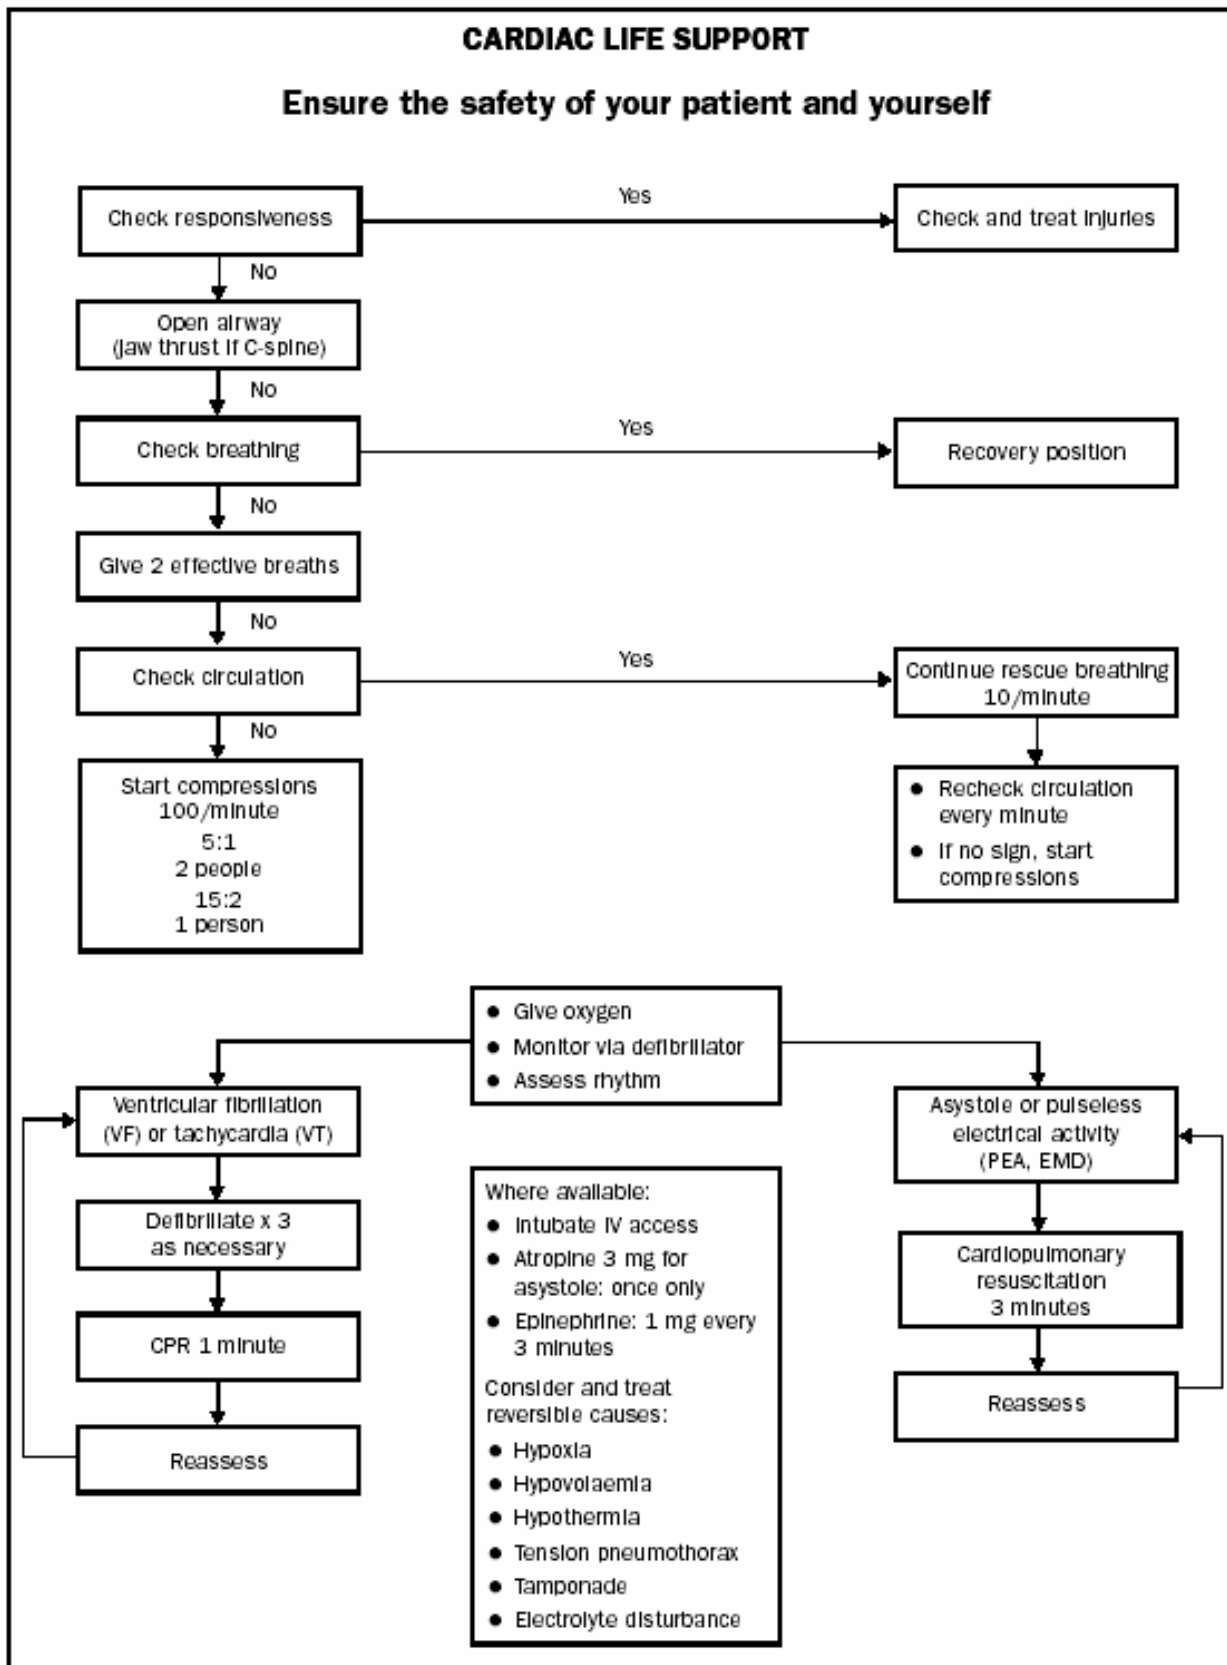 CARDIAC LIFE SUPPORT
Ensure the safety of your patient and yourself
Check responsiveness
Yes
Check and treat injuries
No
Open airway
(jaw thrust if C-spine)
No
Check breathing
Yes
Recovery position
No
Give 2 effective breaths
No
Check circulation
Yes
Continue rescue breathing
10/minute
No
Start compressions
100/minute
5:1
2 people
15:2
1 person
● Recheck circulation
every minute
● If no sign, start
compressions
● Give oxygen
● Monitor via defibrillator
● Assess rhythm
Ventricular fibrillation
(VF) or tachycardia (VT)
Defibrillate x 3
as necessary
CPR 1 minute
Reassess
Where available:
● Intubate IV access
● Atropine 3 mg for
asystole: once only
● Epinephrine: 1 mg every
3 minutes
Consider and treat
reversible causes:
● Hypoxia
● Hypovolaemia
● Hypothermia
● Tension pneumothorax
● Tamponade
● Electrolyte disturbance
Asystole or pulseless
electrical activity
(PEA, EMD)
Cardiopulmonary
resuscitation
3 minutes
Reassess